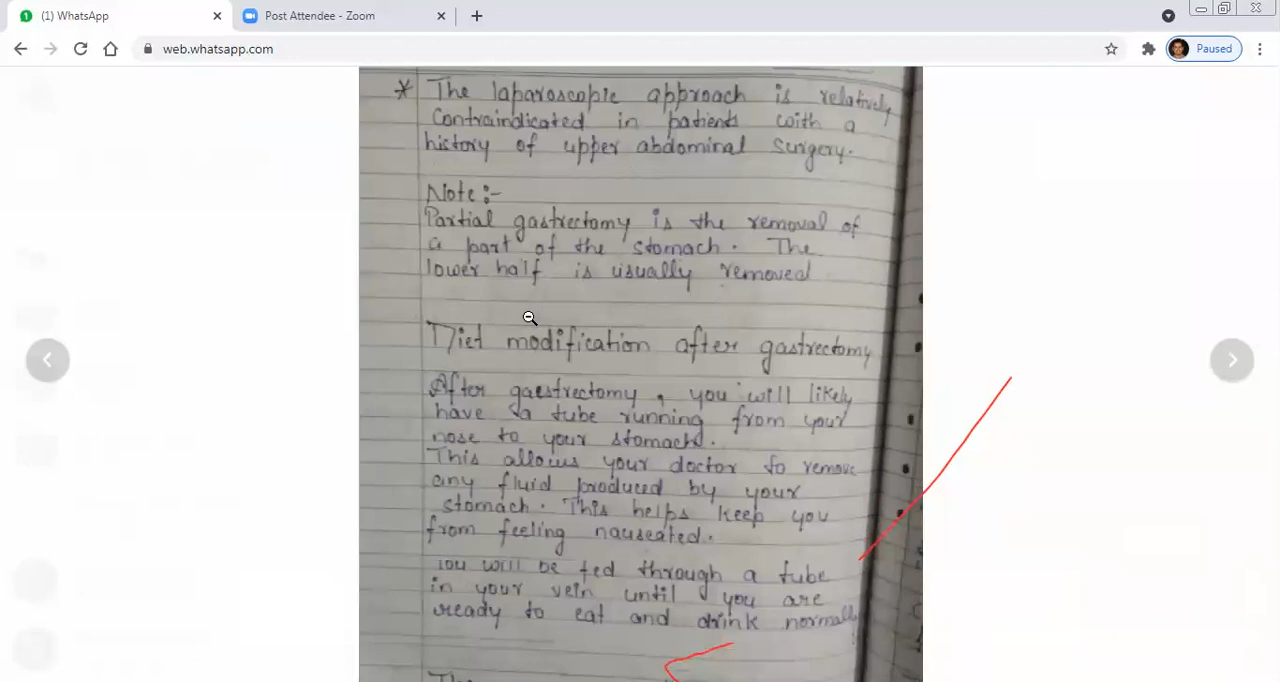 1 (1) WhatsApp
Post Attendee - Zoom
web.whatsapp.com
Paused
* The laparoscopic approach is relatively
contraindicated in patients with a
history of upper abdominal surgery.
Note:-
Partial gastrectomy is the removal of
a part of the stomach. The
lower half is usually removed
Diet modification after gastrectomy
After gaestrectomy, you will likely
have a tube running from your
nose to your stomach.
This allows your doctor to remove
any fluid produced by your
stomach. This helps keep you
from feeling nauseated.
You will be fed through a tube
in your vein until you are
ready to eat and drink normally